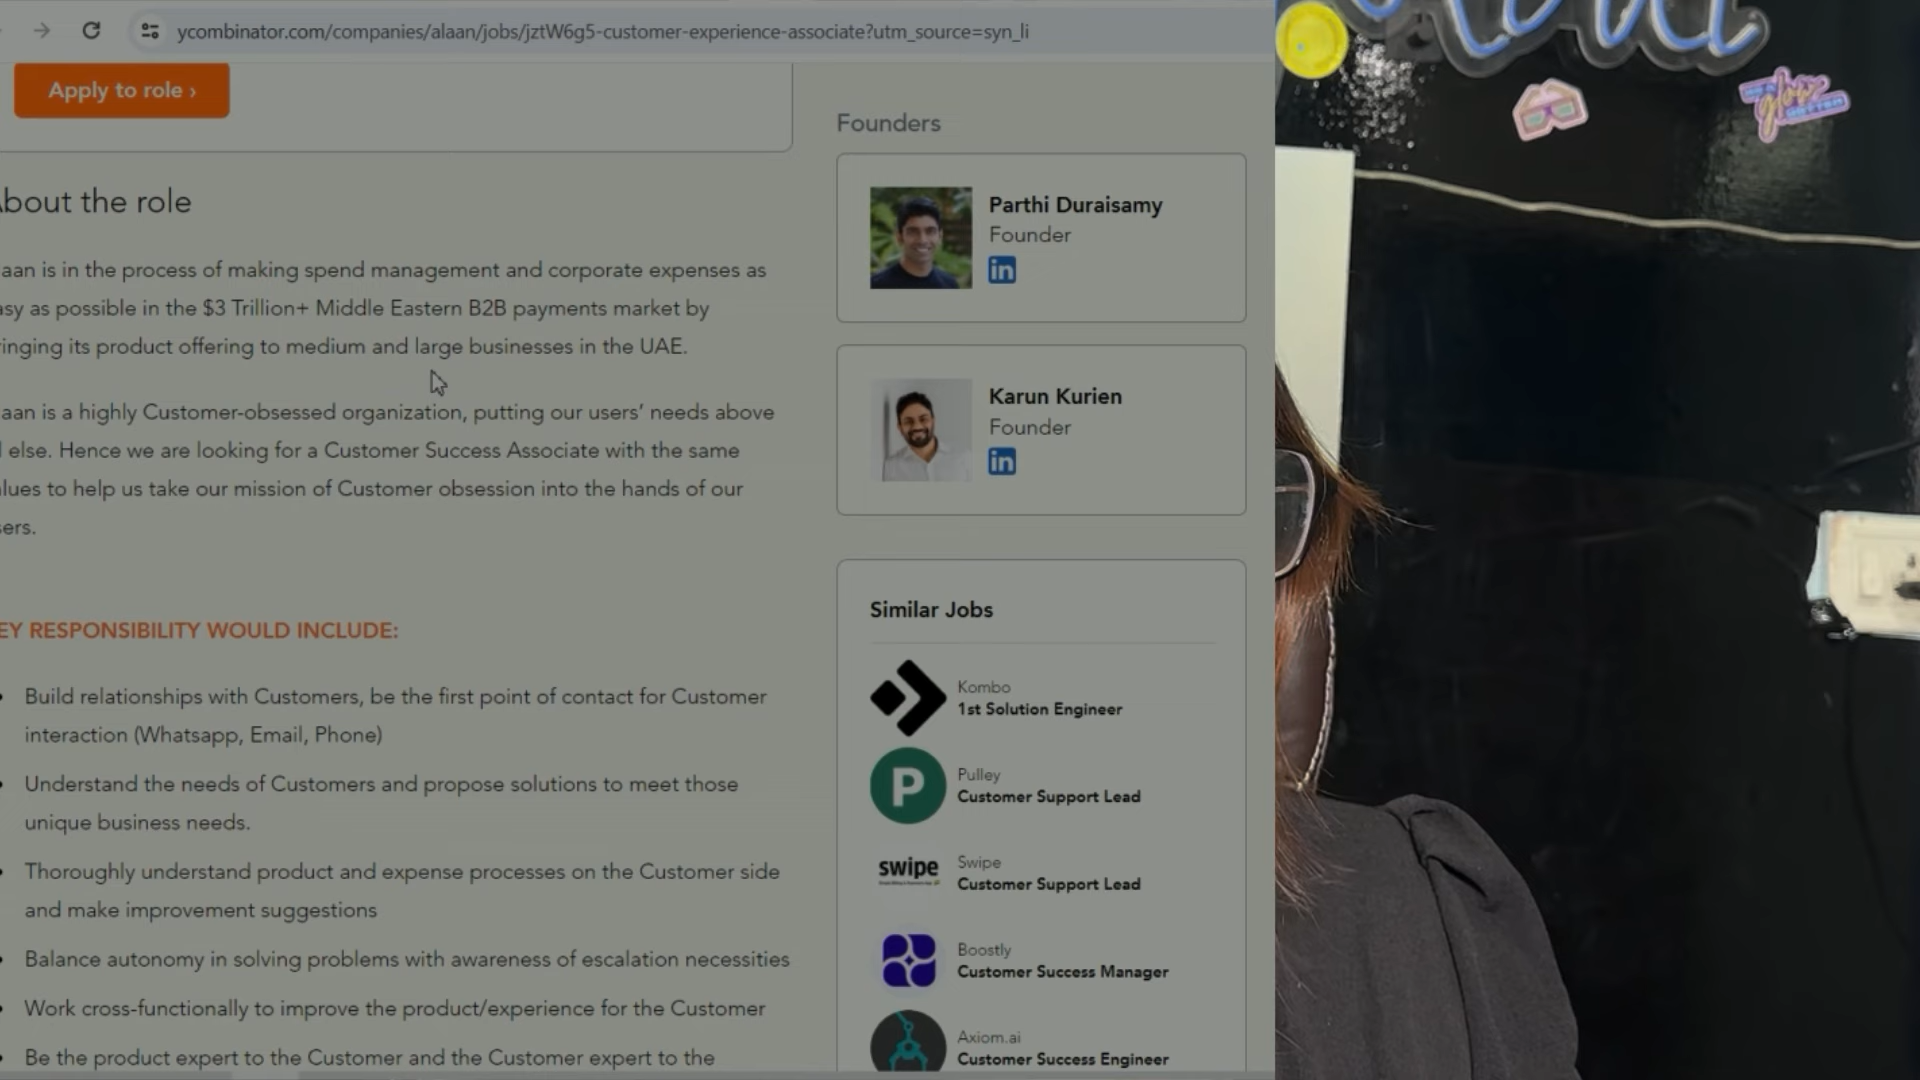 ycombinator.com/companies/alaan/jobs/jztW6g5-customer-experience-associate?utm_source=syn_li
Apply to role ›
bout the role
aan is in the process of making spend management and corporate expenses as
asy as possible in the $3 Trillion+ Middle Eastern B2B payments market by
ringing its product offering to medium and large businesses in the UAE.
aan is a highly Customer-obsessed organization, putting our users’ needs above
l else. Hence we are looking for a Customer Success Associate with the same
lues to help us take our mission of Customer obsession into the hands of our
sers.
EY RESPONSIBILITY WOULD INCLUDE:
• Build relationships with Customers, be the first point of contact for Customer
interaction (Whatsapp, Email, Phone)
• Understand the needs of Customers and propose solutions to meet those
unique business needs.
• Thoroughly understand product and expense processes on the Customer side
and make improvement suggestions
• Balance autonomy in solving problems with awareness of escalation necessities
• Work cross-functionally to improve the product/experience for the Customer
• Be the product expert to the Customer and the Customer expert to the
Founders
Parthi Duraisamy
Founder
in
Karun Kurien
Founder
in
Similar Jobs
Kombo
1st Solution Engineer
P
Pulley
Customer Support Lead
swipe
Swipe
Customer Support Lead
Boostly
Customer Success Manager
Axiom.ai
Customer Success Engineer
glow